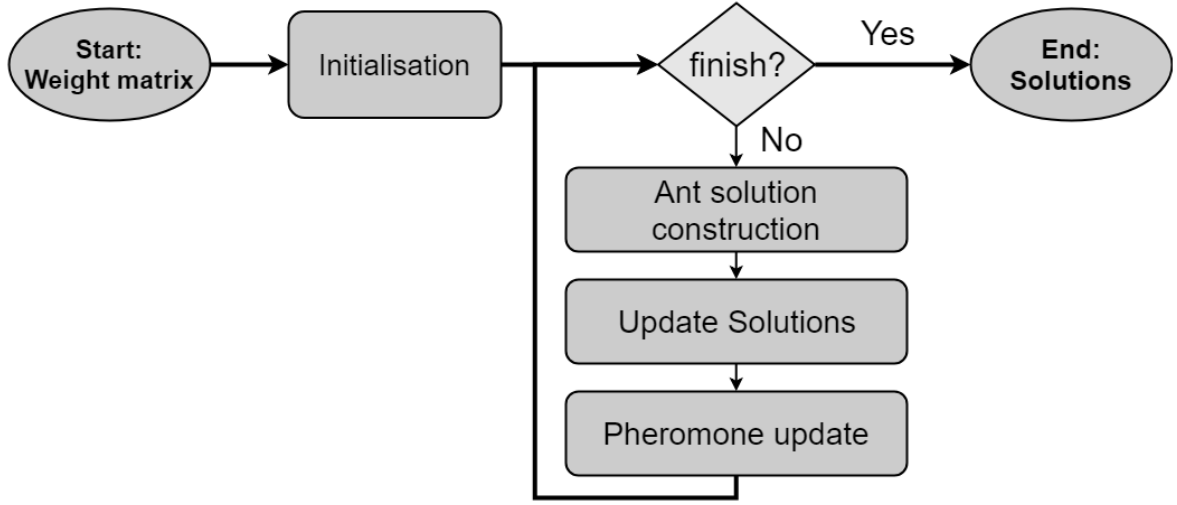 Start:
Weight matrix
Initialisation
finish?
Yes
End:
Solutions
No
Ant solution
construction
Update Solutions
Pheromone update